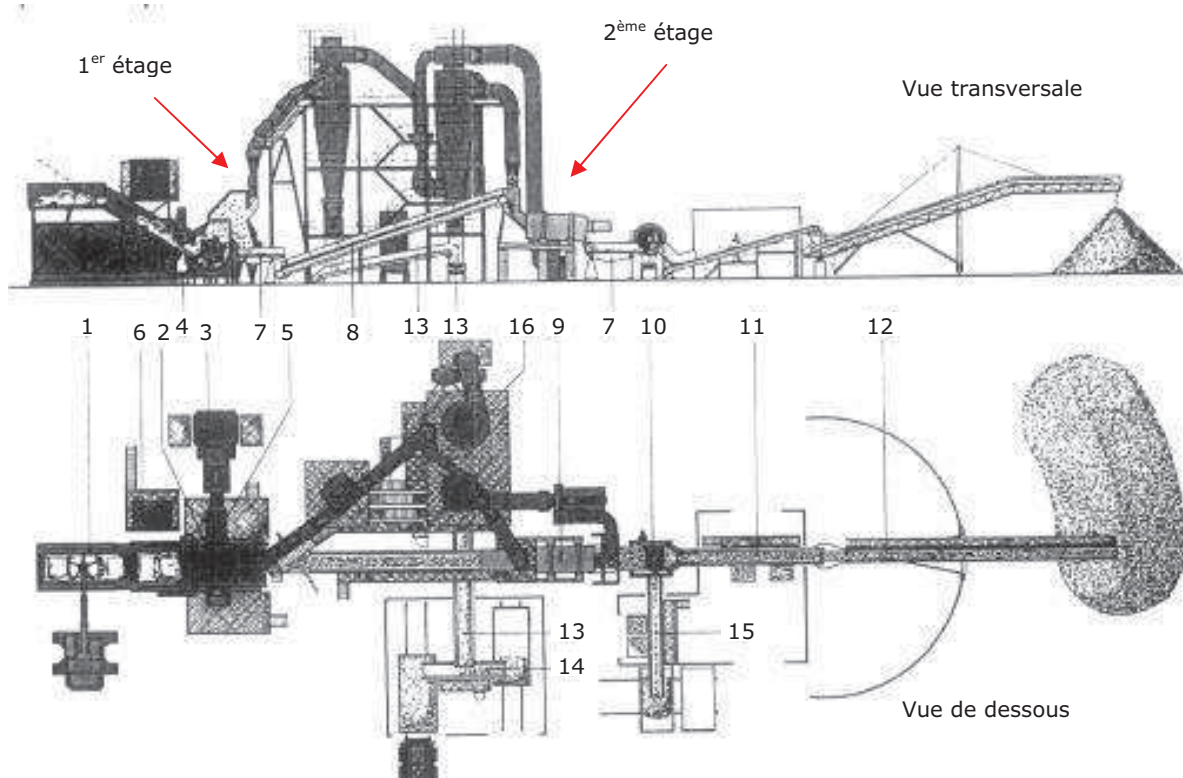 2ème étage
1er étage
Vue transversale
1 6 2 4 3 7 5 8 13 13 16 9 7 10 11 12
13
15
14
Vue de dessous